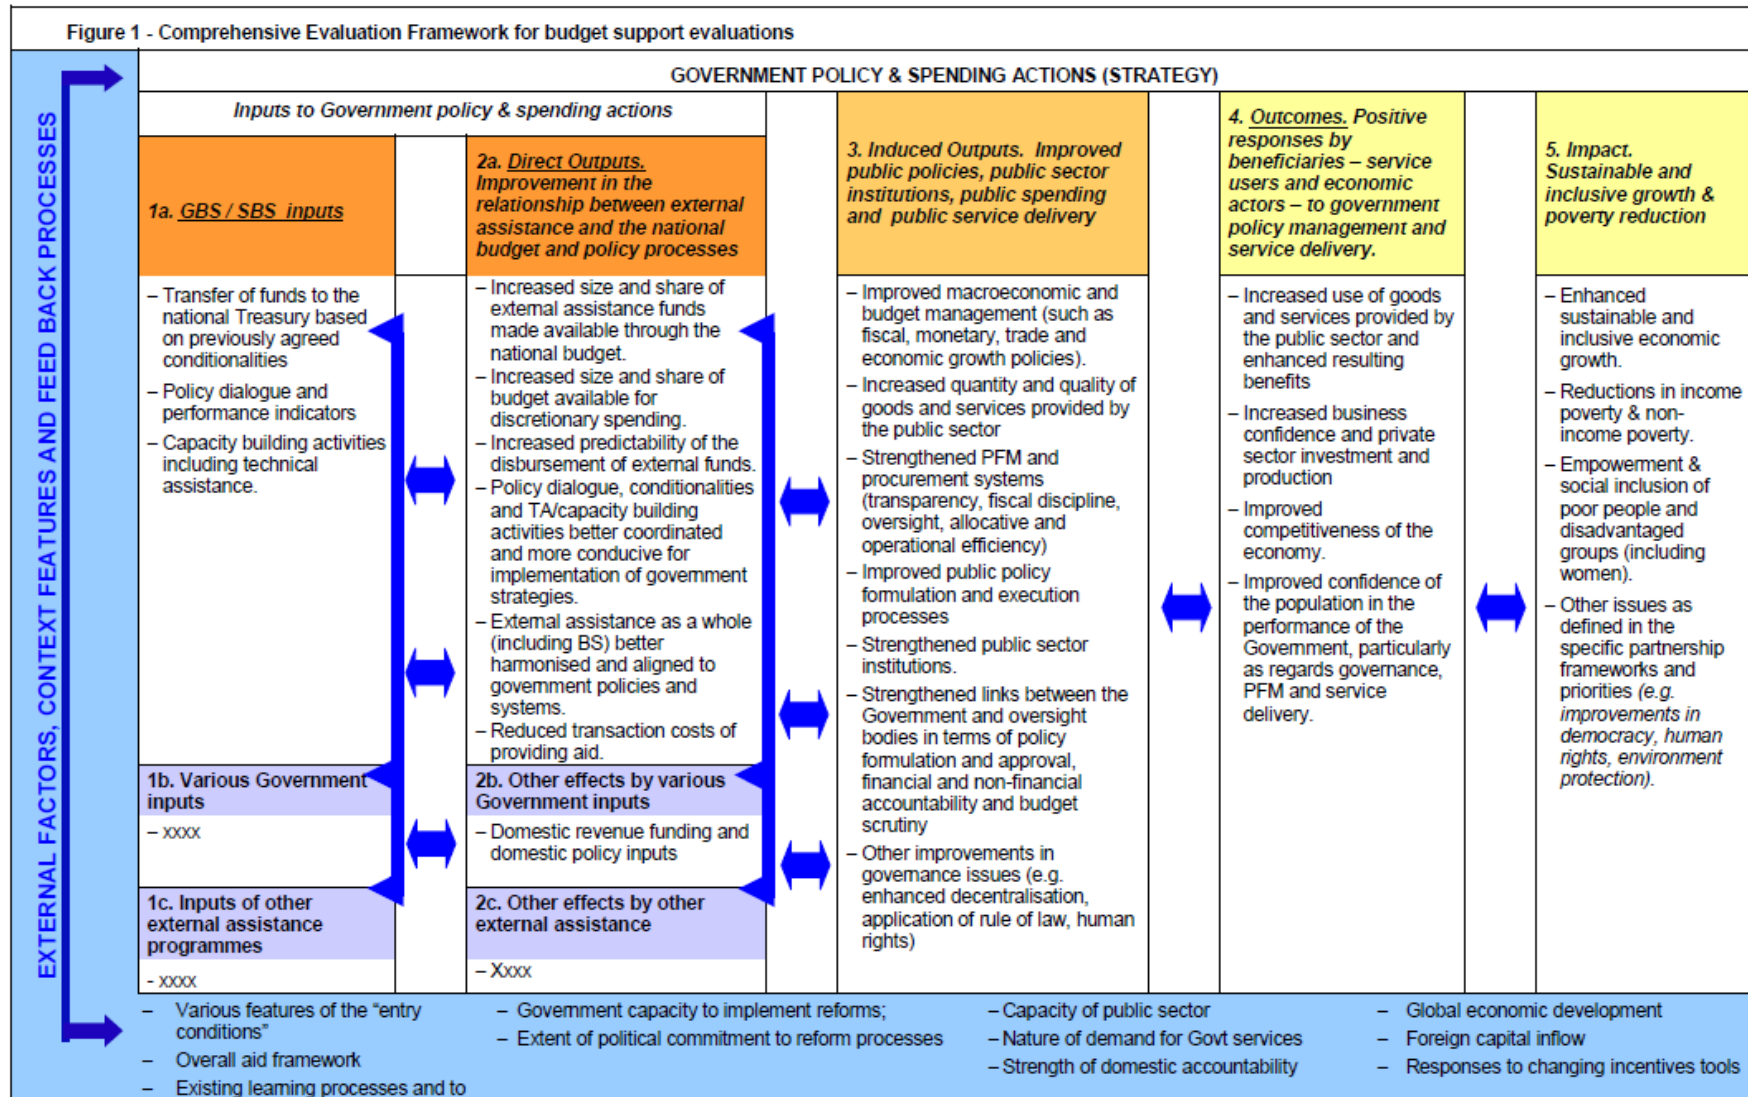 Figure 1 - Comprehensive Evaluation Framework for budget support evaluations
EXTERNAL FACTORS, CONTEXT FEATURES AND FEED BACK PROCESSES
GOVERNMENT POLICY & SPENDING ACTIONS (STRATEGY)
Inputs to Government policy & spending actions
1a. GBS / SBS inputs
– Transfer of funds to the
national Treasury based
on previously agreed
conditionalities
– Policy dialogue and
performance indicators
– Capacity building activities
including technical
assistance.
1b. Various Government
inputs
– xxxx
1c. Inputs of other
external assistance
programmes
- xxxx
2a. Direct Outputs.
Improvement in the
relationship between external
assistance and the national
budget and policy processes
– Increased size and share of
external assistance funds
made available through the
national budget.
– Increased size and share of
budget available for
discretionary spending.
– Increased predictability of the
disbursement of external funds.
– Policy dialogue, conditionalities
and TA/capacity building
activities better coordinated
and more conducive for
implementation of government
strategies.
– External assistance as a whole
(including BS) better
harmonised and aligned to
government policies and
systems.
– Reduced transaction costs of
providing aid.
2b. Other effects by various
Government inputs
– Domestic revenue funding and
domestic policy inputs
2c. Other effects by other
external assistance
– Xxxx
3. Induced Outputs. Improved
public policies, public sector
institutions, public spending
and public service delivery
– Improved macroeconomic and
budget management (such as
fiscal, monetary, trade and
economic growth policies).
– Increased quantity and quality of
goods and services provided by
the public sector
– Strengthened PFM and
procurement systems
(transparency, fiscal discipline,
oversight, allocative and
operational efficiency)
– Improved public policy
formulation and execution
processes
– Strengthened public sector
institutions.
– Strengthened links between the
Government and oversight
bodies in terms of policy
formulation and approval,
financial and non-financial
accountability and budget
scrutiny
– Other improvements in
governance issues (e.g.
enhanced decentralisation,
application of rule of law, human
rights)
4. Outcomes. Positive
responses by
beneficiaries – service
users and economic
actors – to government
policy management and
service delivery.
– Increased use of goods
and services provided by
the public sector and
enhanced resulting
benefits
– Increased business
confidence and private
sector investment and
production
– Improved
competitiveness of the
economy.
– Improved confidence of
the population in the
performance of the
Government, particularly
as regards governance,
PFM and service
delivery.
5. Impact.
Sustainable and
inclusive growth &
poverty reduction
– Enhanced
sustainable and
inclusive economic
growth.
– Reductions in income
poverty & non-
income poverty.
– Empowerment &
social inclusion of
poor people and
disadvantaged
groups (including
women).
– Other issues as
defined in the
specific partnership
frameworks and
priorities (e.g.
improvements in
democracy, human
rights, environment
protection).
– Various features of the “entry
conditions”
– Overall aid framework
– Existing learning processes and to
– Government capacity to implement reforms;
– Extent of political commitment to reform processes
– Capacity of public sector
– Nature of demand for Govt services
– Strength of domestic accountability
– Global economic development
– Foreign capital inflow
– Responses to changing incentives tools